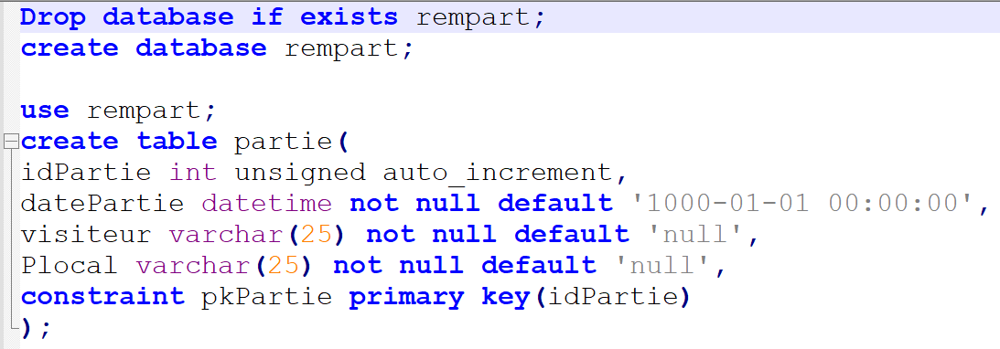 Drop database if exists rempart;
create database rempart;
use rempart;
create table partie(
idPartie int unsigned auto_increment,
datePartie datetime not null default '1000-01-01 00:00:00',
visiteur varchar(25) not null default 'null',
Plocal varchar(25) not null default 'null',
constraint pkPartie primary key(idPartie)
);